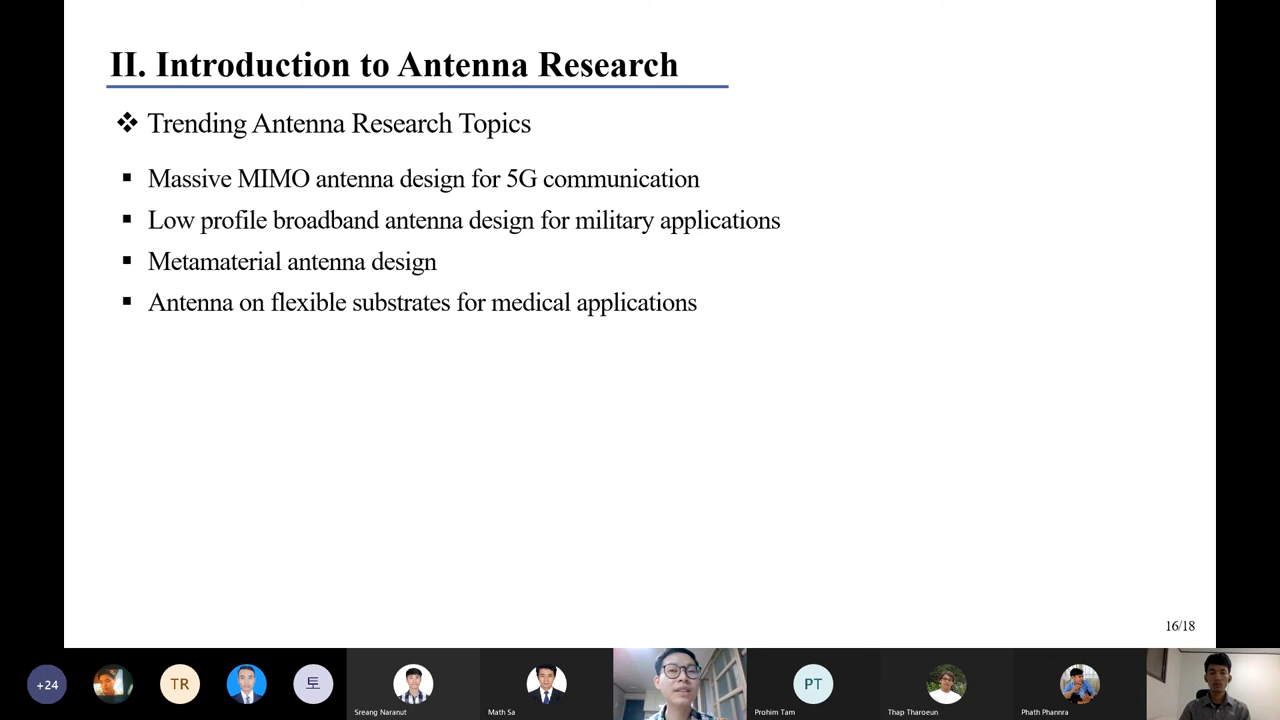 II. Introduction to Antenna Research
❖ Trending Antenna Research Topics
▪ Massive MIMO antenna design for 5G communication
▪ Low profile broadband antenna design for military applications
▪ Metamaterial antenna design
▪ Antenna on flexible substrates for medical applications
16/18
+24
TR
토
PT
Sreang Naranut
Math Sa
Prohim Tam
Thap Tharoeun
Phath Phannra